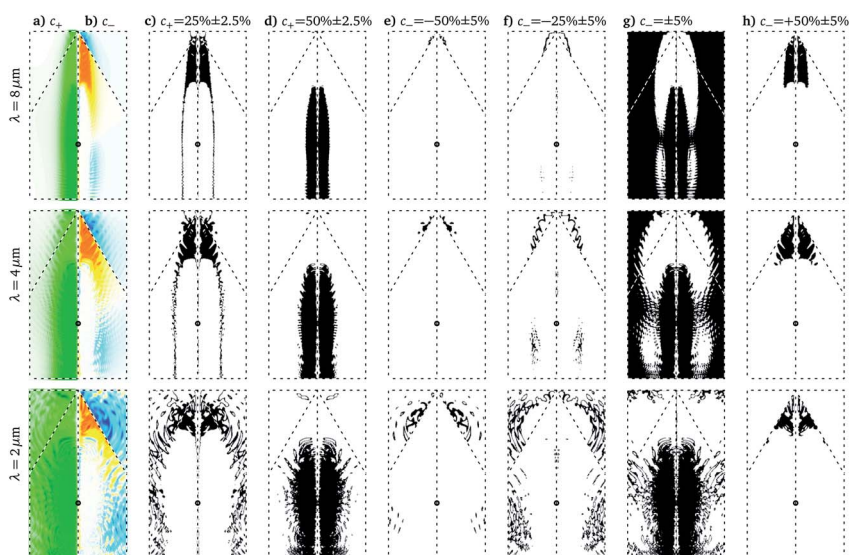 a) c₊ b) c₋ c) c₊=25%±2.5% d) c₊=50%±2.5% e) c₋=−50%±5% f) c₋=−25%±5% g) c₋=±5% h) c₋=+50%±5%
λ = 8 μm
λ = 4 μm
λ = 2 μm